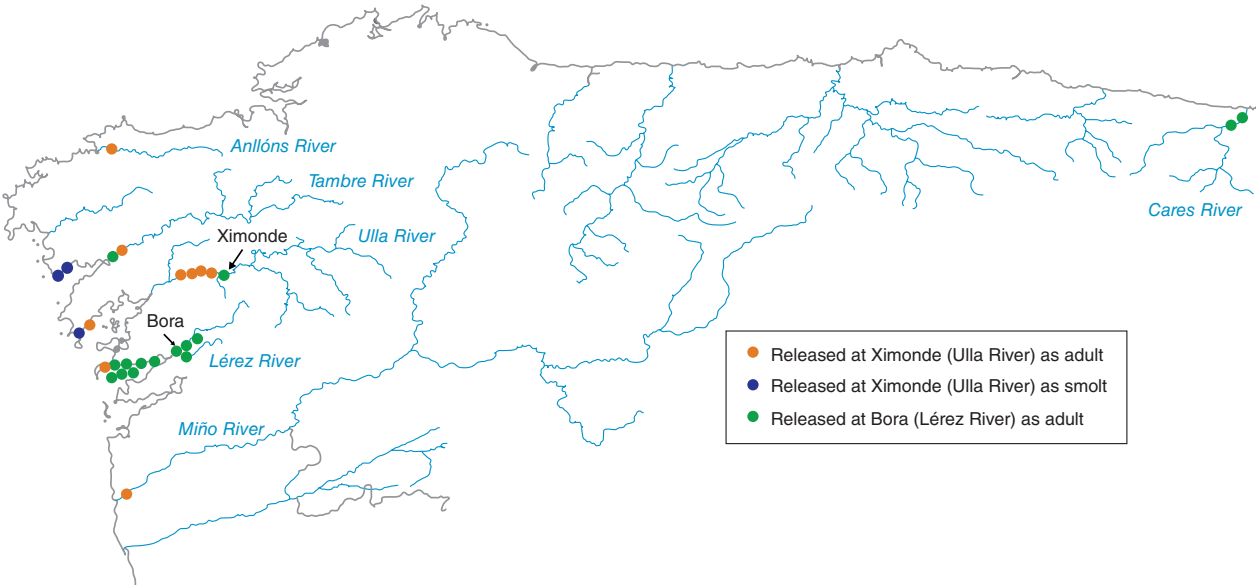 Anllóns River
Tambre River
Cares River
Ximonde
Ulla River
Bora
Lérez River
Released at Ximonde (Ulla River) as adult
Released at Ximonde (Ulla River) as smolt
Released at Bora (Lérez River) as adult
Miño River